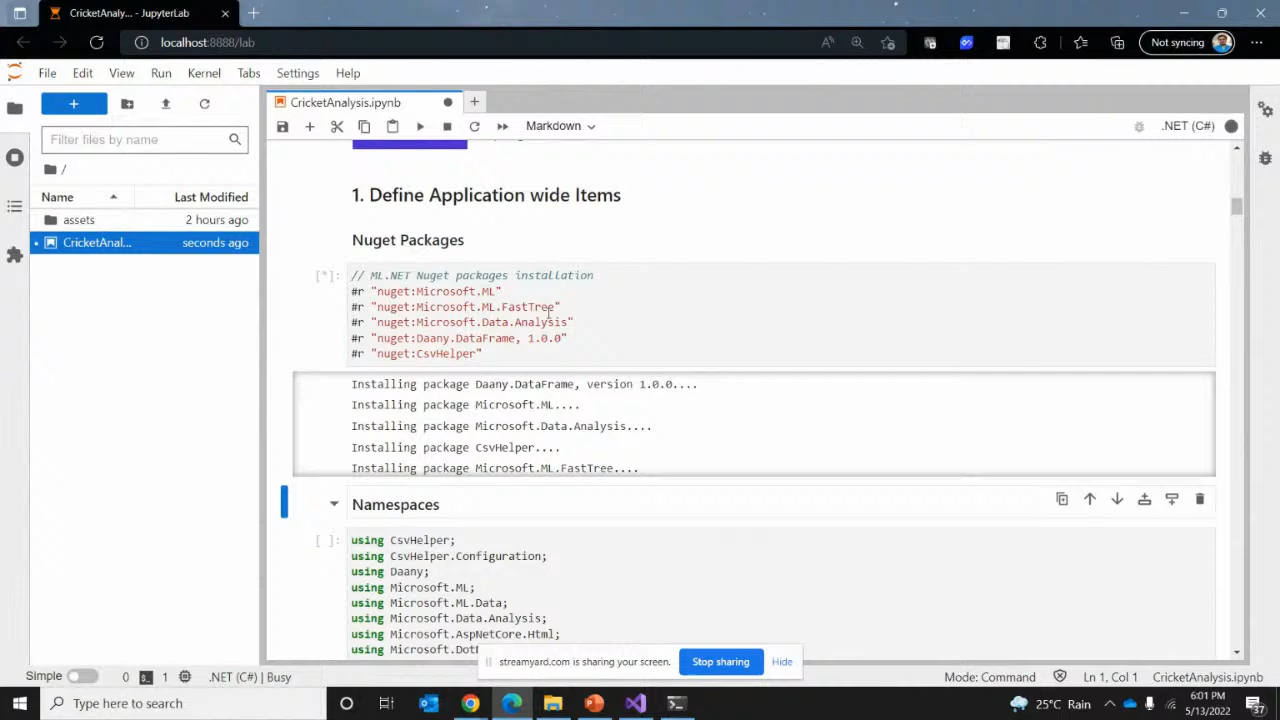 CricketAnaly... - JupyterLab
localhost:8888/lab
Not syncing
File Edit View Run Kernel Tabs Settings Help
CricketAnalysis.ipynb
Markdown
.NET (C#)
Filter files by name
/
Name Last Modified
assets 2 hours ago
CricketAnal... seconds ago
1. Define Application wide Items
Nuget Packages
[*]: // ML.NET Nuget packages installation
#r "nuget:Microsoft.ML"
#r "nuget:Microsoft.ML.FastTree"
#r "nuget:Microsoft.Data.Analysis"
#r "nuget:Daany.DataFrame, 1.0.0"
#r "nuget:CsvHelper"
Installing package Daany.DataFrame, version 1.0.0....
Installing package Microsoft.ML....
Installing package Microsoft.Data.Analysis....
Installing package CsvHelper....
Installing package Microsoft.ML.FastTree....
Namespaces
[ ]: using CsvHelper;
using CsvHelper.Configuration;
using Daany;
using Microsoft.ML;
using Microsoft.ML.Data;
using Microsoft.Data.Analysis;
using Microsoft.AspNetCore.Html;
using Microsoft.Dot
streamyard.com is sharing your screen. Stop sharing Hide
Simple 0 1 .NET (C#) | Busy Mode: Command Ln 1, Col 1 CricketAnalysis.ipynb
Type here to search
25°C Rain
6:01 PM
5/13/2022
37